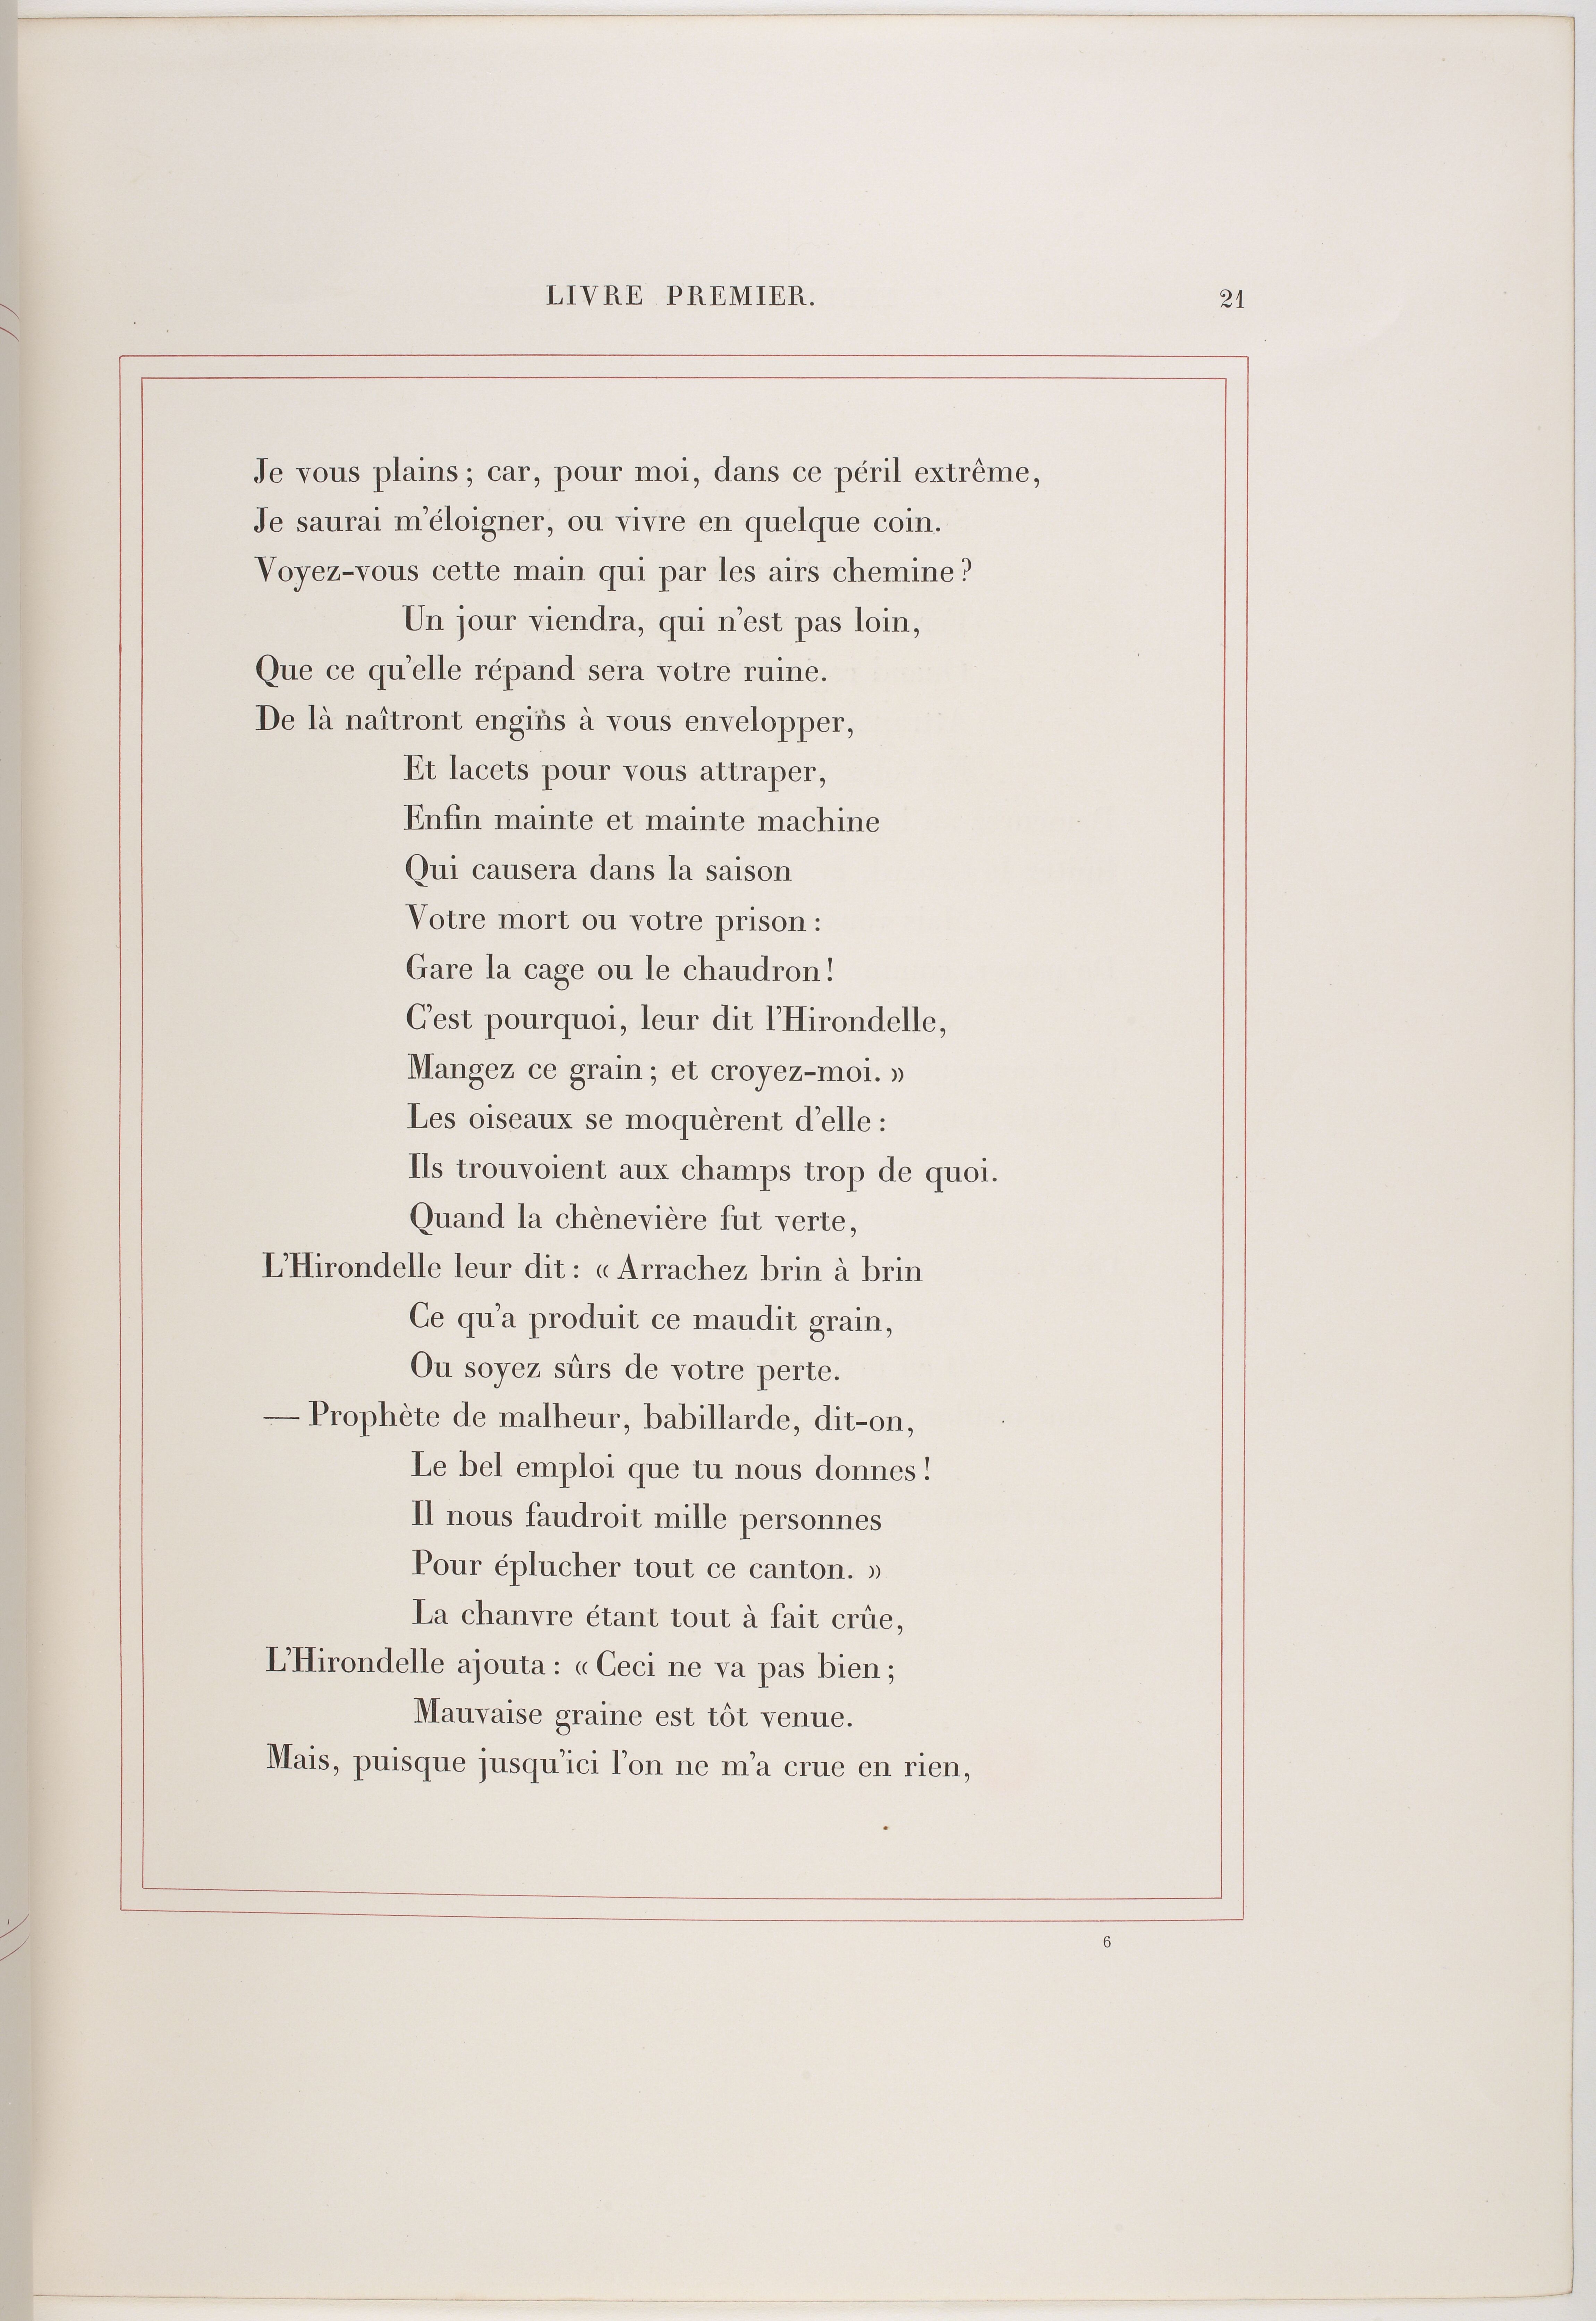 LIVRE PREMIER. 21
Je vous plains ; car, pour moi, dans ce péril extrême,
Je saurai m'éloigner, ou vivre en quelque coin.
Voyez-vous cette main qui par les airs chemine ?
Un jour viendra, qui n'est pas loin,
Que ce qu'elle répand sera votre ruine.
De là naîtront engins à vous envelopper,
Et lacets pour vous attraper,
Enfin mainte et mainte machine
Qui causera dans la saison
Votre mort ou votre prison :
Gare la cage ou le chaudron !
C'est pourquoi, leur dit l'Hirondelle,
Mangez ce grain ; et croyez-moi. »
Les oiseaux se moquèrent d'elle :
Ils trouvoient aux champs trop de quoi.
Quand la chènevière fut verte,
L'Hirondelle leur dit : « Arrachez brin à brin
Ce qu'a produit ce maudit grain,
Ou soyez sûrs de votre perte.
— Prophète de malheur, babillarde, dit-on,
Le bel emploi que tu nous donnes !
Il nous faudroit mille personnes
Pour éplucher tout ce canton. »
La chanvre étant tout à fait crûe,
L'Hirondelle ajouta : « Ceci ne va pas bien ;
Mauvaise graine est tôt venue.
Mais, puisque jusqu'ici l'on ne m'a crue en rien,
6